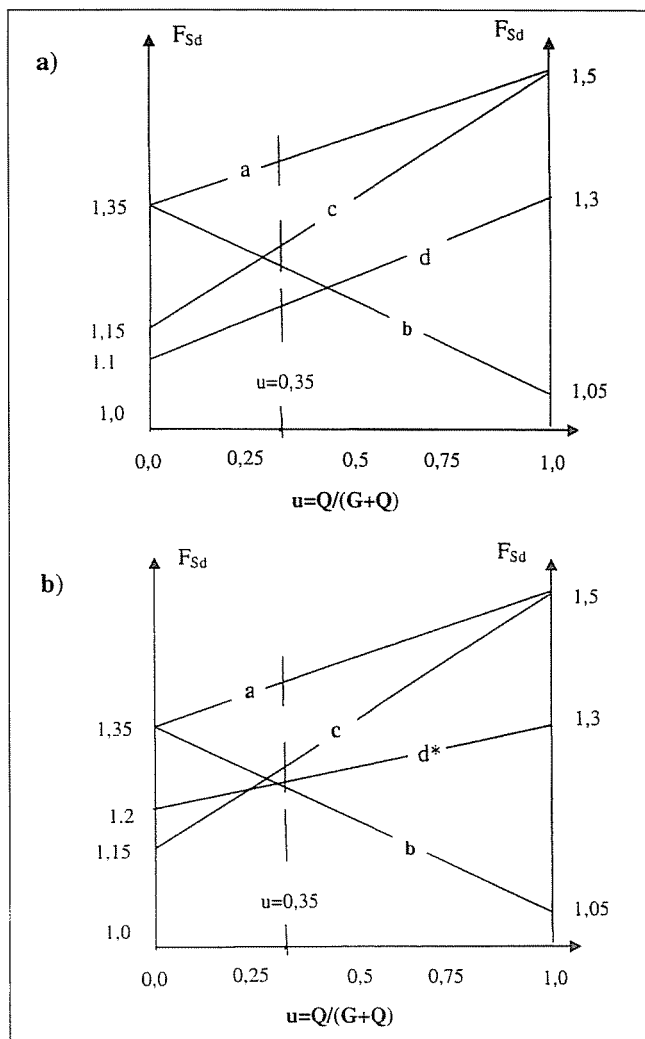 a)
F_Sd F_Sd
1,5
a
1,35
c
1,3
d
1,15
b
1.1
u=0,35
1,05
1,0
0,0 0,25 0,5 0,75 1,0
u=Q/(G+Q)
b)
F_Sd F_Sd
1,5
a
1,35
c
1,3
d*
1.2
1,15
b
u=0,35
1,05
1,0
0,0 0,25 0,5 0,75 1,0
u=Q/(G+Q)